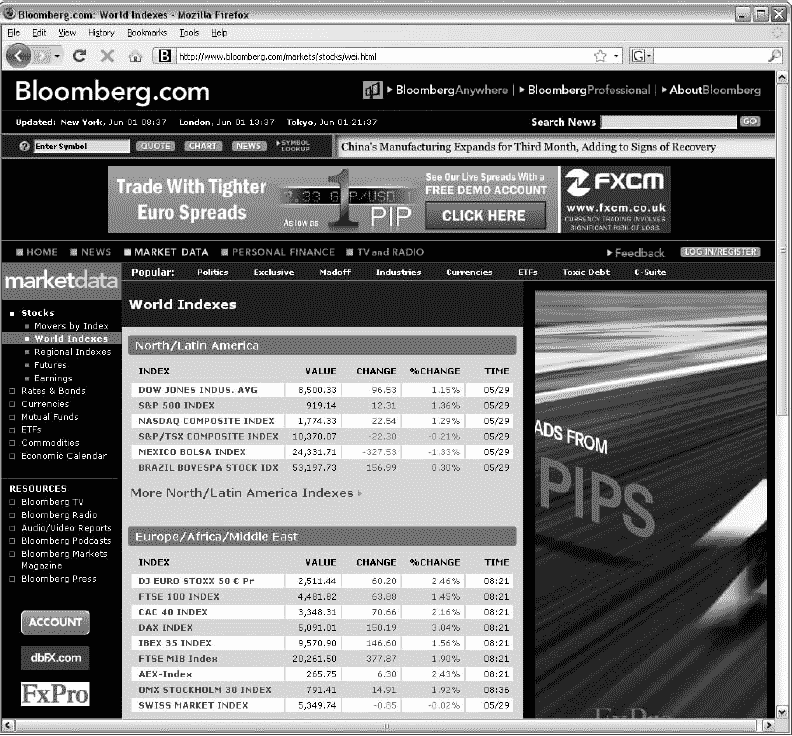 Bloomberg.com: World Indexes - Mozilla Firefox
File Edit View History Bookmarks Tools Help
http://www.bloomberg.com/markets/stocks/wei.html
Bloomberg.com
BloombergAnywhere | BloombergProfessional | AboutBloomberg
Updated: New York, Jun 01 08:37 London, Jun 01 13:37 Tokyo, Jun 01 21:37
Search News GO
Enter Symbol QUOTE CHART NEWS SYMBOL LOOKUP
China's Manufacturing Expands for Third Month, Adding to Signs of Recovery
Trade With Tighter
Euro Spreads
As low as 1 PIP
See Our Live Spreads With a
FREE DEMO ACCOUNT
CLICK HERE
FXCM
www.fxcm.co.uk
CURRENCY TRADING INVOLVES
SIGNIFICANT RISK OF LOSS.
HOME NEWS MARKET DATA PERSONAL FINANCE TV and RADIO
Feedback LOG IN/REGISTER
marketdata
Popular: Politics Exclusive Madoff Industries Currencies ETFs Toxic Debt C-Suite
Stocks
Movers by Index
World Indexes
Regional Indexes
Futures
Earnings
Rates & Bonds
Currencies
Mutual Funds
ETFs
Commodities
Economic Calendar
RESOURCES
Bloomberg TV
Bloomberg Radio
Audio/Video Reports
Bloomberg Podcasts
Bloomberg Markets
Magazine
Bloomberg Press
ACCOUNT
dbFX.com
FxPro
World Indexes
North/Latin America
INDEX VALUE CHANGE %CHANGE TIME
DOW JONES INDUS. AVG 8,500.33 96.53 1.15% 05/29
S&P 500 INDEX 919.14 12.31 1.36% 05/29
NASDAQ COMPOSITE INDEX 1,774.33 22.54 1.29% 05/29
S&P/TSX COMPOSITE INDEX 10,370.07 -22.30 -0.21% 05/29
MEXICO BOLSA INDEX 24,331.71 -327.53 -1.33% 05/29
BRAZIL BOVESPA STOCK IDX 53,197.73 156.99 0.30% 05/29
More North/Latin America Indexes
Europe/Africa/Middle East
INDEX VALUE CHANGE %CHANGE TIME
DJ EURO STOXX 50 € Pr 2,511.44 60.20 2.46% 08:21
FTSE 100 INDEX 4,481.82 63.88 1.45% 08:21
CAC 40 INDEX 3,348.31 70.66 2.16% 08:21
DAX INDEX 5,091.01 150.19 3.04% 08:21
IBEX 35 INDEX 9,570.90 146.60 1.56% 08:21
FTSE MIB Index 20,261.50 377.87 1.90% 08:21
AEX-Index 265.75 6.30 2.43% 08:21
OMX STOCKHOLM 30 INDEX 791.41 14.91 1.92% 08:36
SWISS MARKET INDEX 5,349.74 -0.85 -0.02% 05/29
ADS FROM
PIPS
FxPro